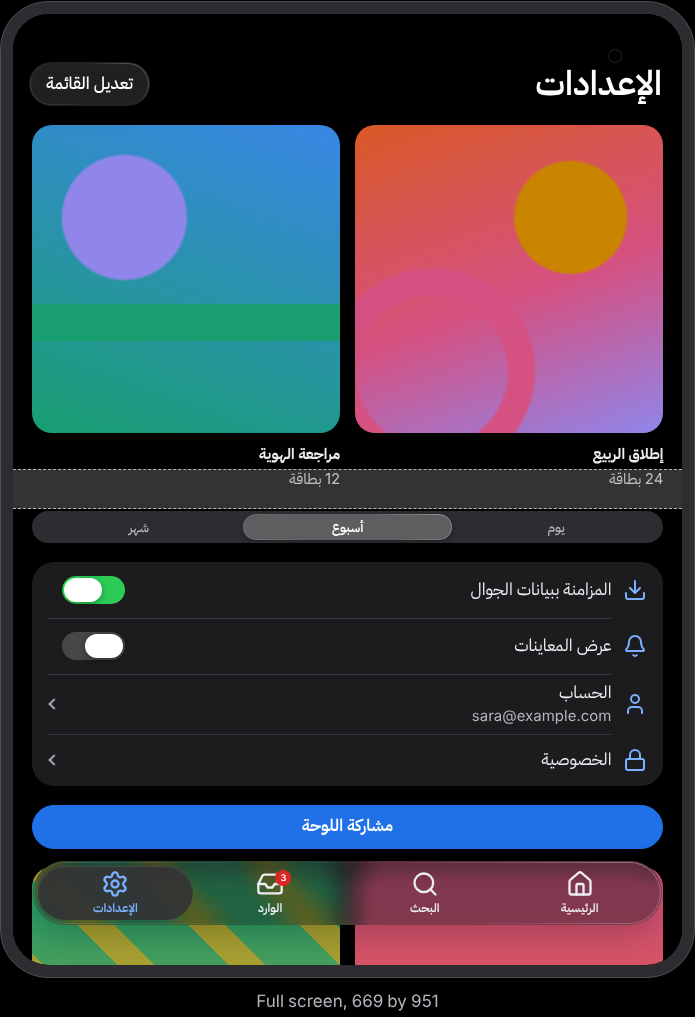 الإعدادات
تعديل القائمة
إطلاق الربيع
24 بطاقة
مراجعة الهوية
12 بطاقة
يوم
أسبوع
شهر
المزامنة ببيانات الجوال
عرض المعاينات
الحساب
sara@example.com
الخصوصية
مشاركة اللوحة
الرئيسية
البحث
3
الوارد
الإعدادات
Full screen, 669 by 951